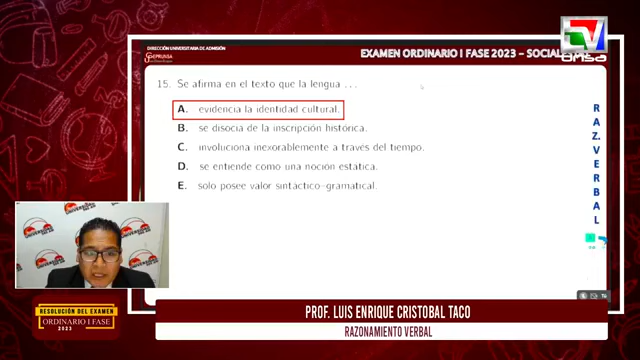 DIRECCIÓN UNIVERSITARIA DE ADMISIÓN
CEPRUNSA
EXAMEN ORDINARIO I FASE 2023 – SOCIAL
TV
UNSA
15. Se afirma en el texto que la lengua . . .
A. evidencia la identidad cultural.
B. se disocia de la inscripción histórica.
C. involuciona inexorablemente a través del tiempo.
D. se entiende como una noción estática.
E. solo posee valor sintáctico-gramatical.
RAZ.VERBAL
RESOLUCIÓN DEL EXAMEN
ORDINARIO I FASE
2023
PROF. LUIS ENRIQUE CRISTOBAL TACO
RAZONAMIENTO VERBAL